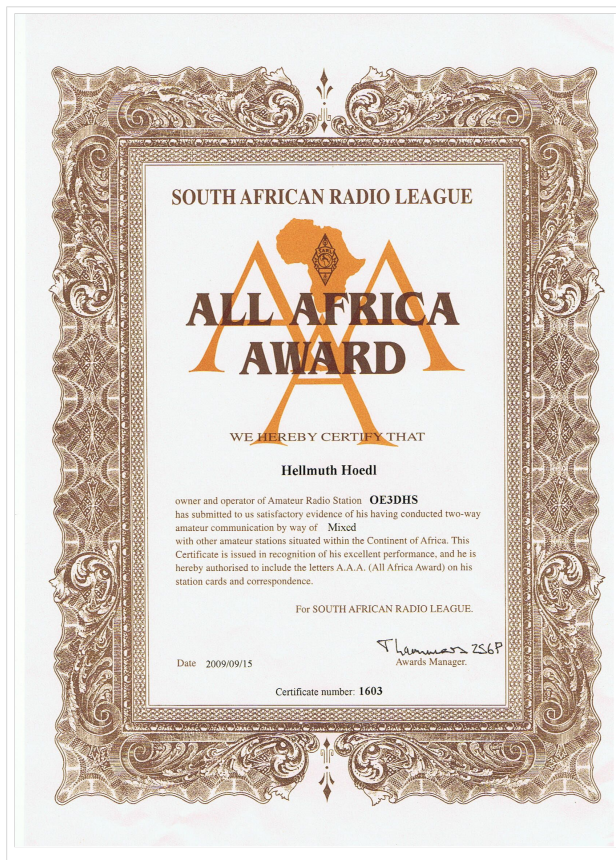 SOUTH AFRICAN RADIO LEAGUE
ALL AFRICA
AWARD
WE HEREBY CERTIFY THAT
Hellmuth Hoedl
owner and operator of Amateur Radio Station OE3DHS
has submitted to us satisfactory evidence of his having conducted two-way
amateur communication by way of Mixed
with other amateur stations situated within the Continent of Africa. This
Certificate is issued in recognition of his excellent performance, and he is
hereby authorised to include the letters A.A.A. (All Africa Award) on his
station cards and correspondence.
For SOUTH AFRICAN RADIO LEAGUE.
ZS6P
Awards Manager.
Date 2009/09/15
Certificate number: 1603